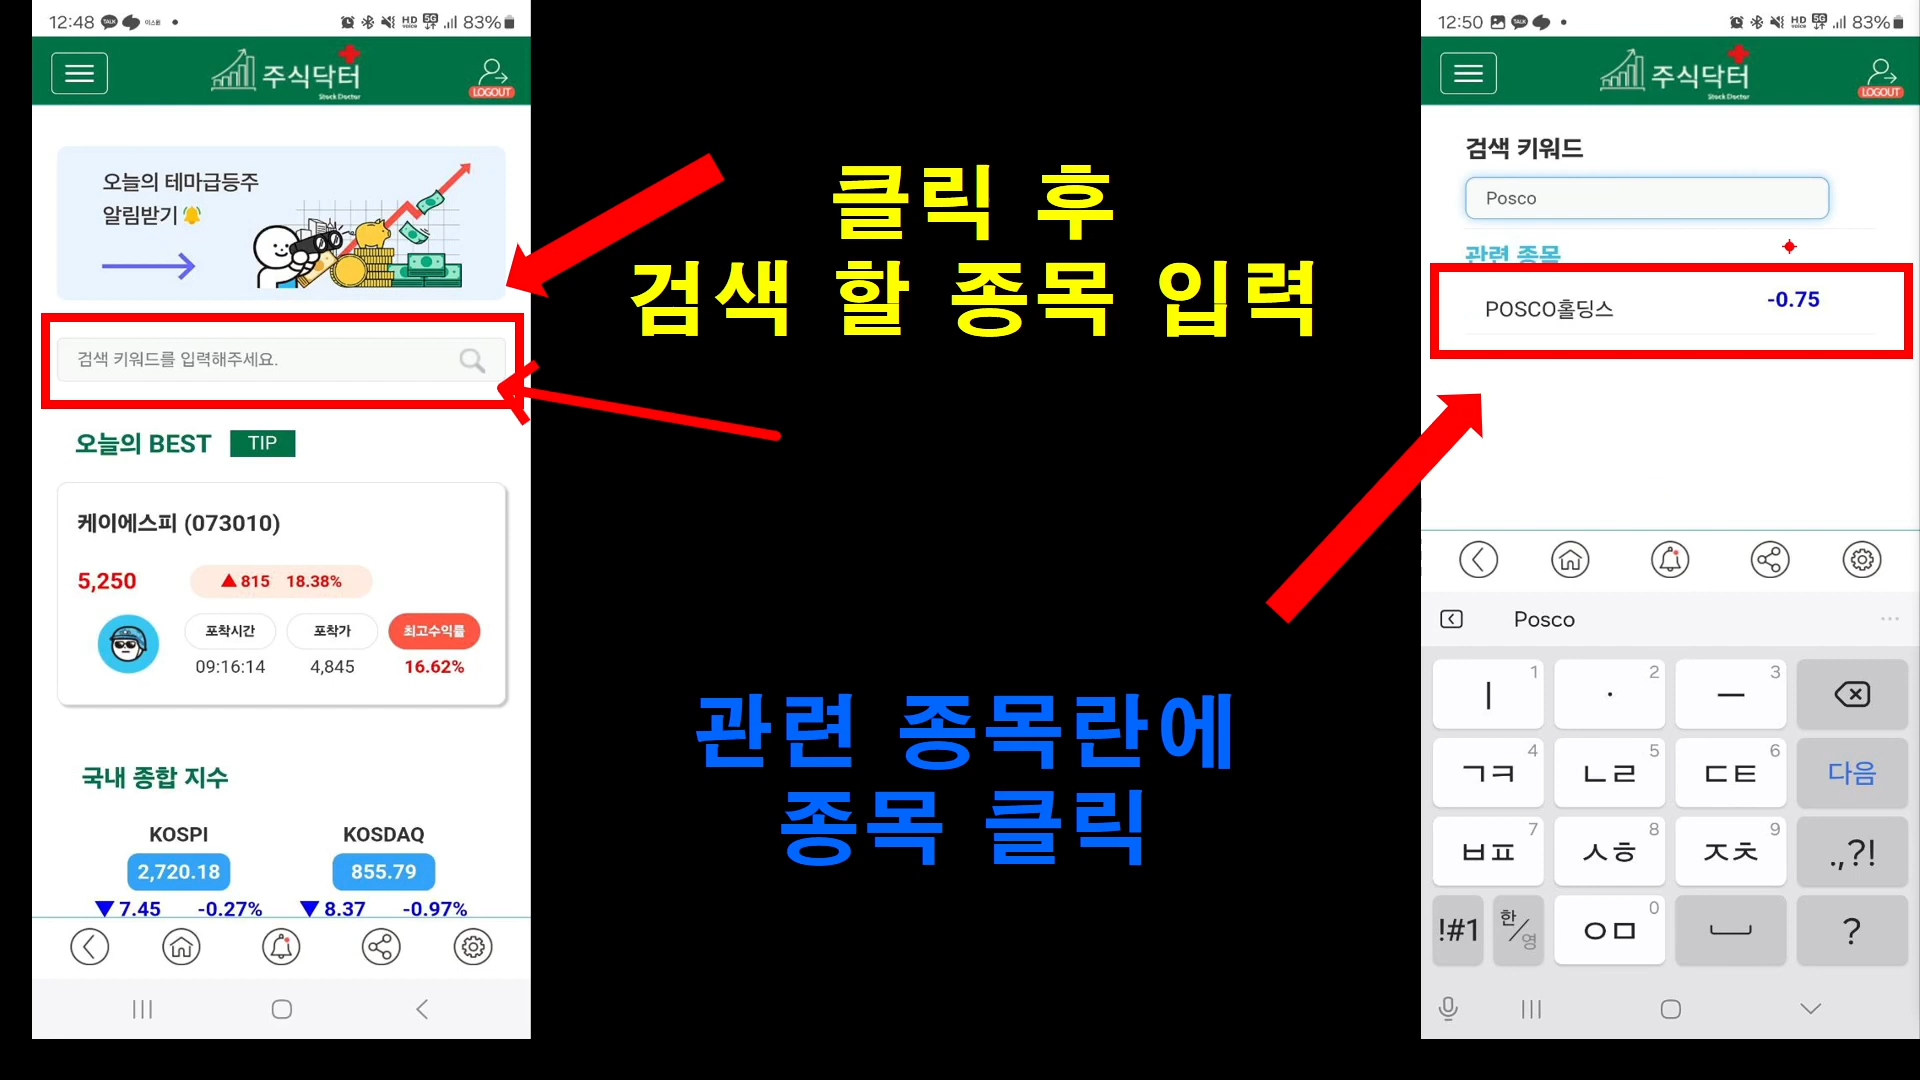 12:48
83%
주식닥터
Stock Doctor
LOGOUT
오늘의 테마급등주
알림받기
검색 키워드를 입력해주세요.
오늘의 BEST TIP
케이에스피 (073010)
5,250 ▲ 815 18.38%
포착시간 포착가 최고수익률
09:16:14 4,845 16.62%
국내 종합 지수
KOSPI KOSDAQ
2,720.18 855.79
▼ 7.45 -0.27% ▼ 8.37 -0.97%
클릭 후
검색 할 종목 입력
관련 종목란에
종목 클릭
12:50
83%
주식닥터
Stock Doctor
LOGOUT
검색 키워드
Posco
관련 종목
POSCO홀딩스 -0.75
Posco
ㅣ 1 · 2 ㅡ 3
ㄱㅋ 4 ㄴㄹ 5 ㄷㅌ 6 다음
ㅂㅍ 7 ㅅㅎ 8 ㅈㅊ 9 .,?!
!#1 한/영 ㅇㅁ 0 ?